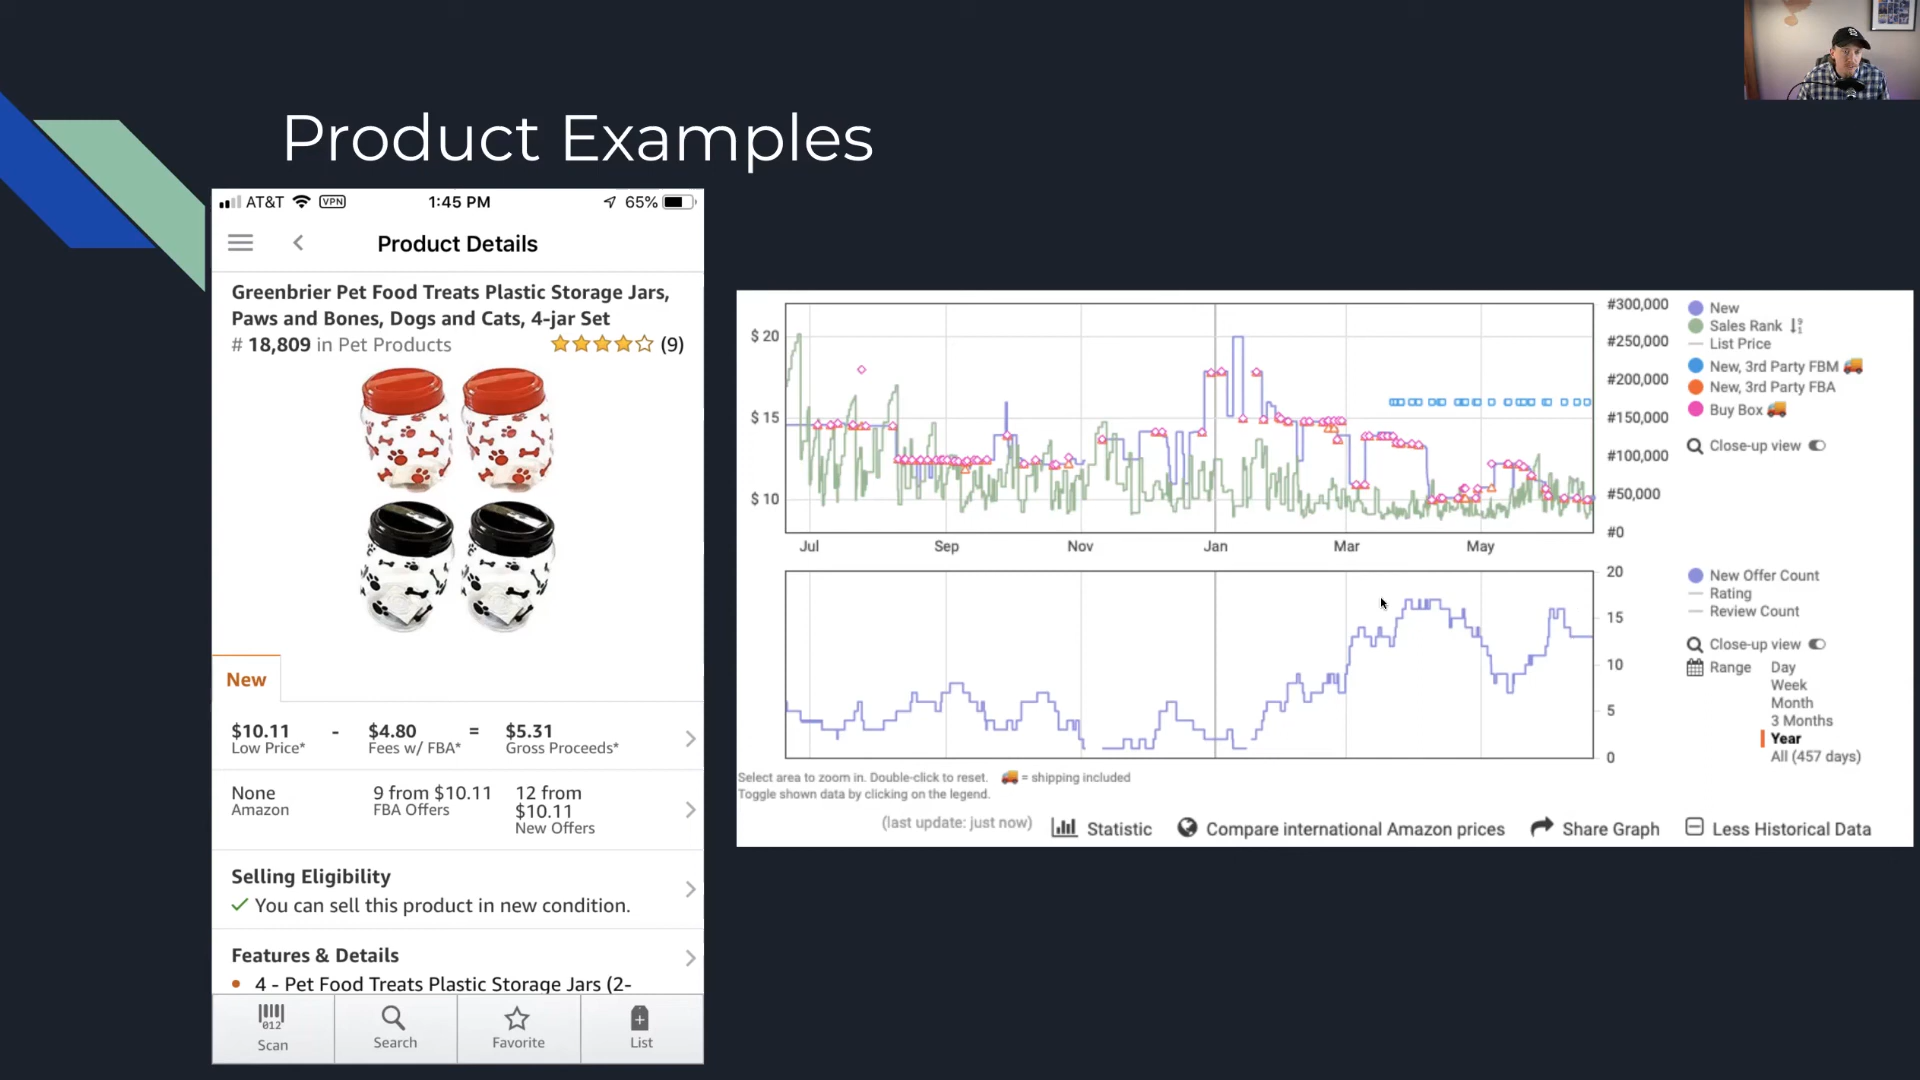 Product Examples
AT&T VPN 1:45 PM 65%
Product Details
Greenbrier Pet Food Treats Plastic Storage Jars,
Paws and Bones, Dogs and Cats, 4-jar Set
# 18,809 in Pet Products (9)
New
$10.11 - $4.80 = $5.31
Low Price* Fees w/ FBA* Gross Proceeds*
None 9 from $10.11 12 from
Amazon FBA Offers $10.11
New Offers
Selling Eligibility
You can sell this product in new condition.
Features & Details
4 - Pet Food Treats Plastic Storage Jars (2-
012
Scan Search Favorite List
$ 20
$ 15
$ 10
#300,000
#250,000
#200,000
#150,000
#100,000
#50,000
#0
Jul Sep Nov Jan Mar May
New
Sales Rank
List Price
New, 3rd Party FBM
New, 3rd Party FBA
Buy Box
Close-up view
20
15
10
5
0
New Offer Count
Rating
Review Count
Close-up view
Range Day
Week
Month
3 Months
Year
All (457 days)
Select area to zoom in. Double-click to reset. = shipping included
Toggle shown data by clicking on the legend.
(last update: just now) Statistic Compare international Amazon prices Share Graph Less Historical Data